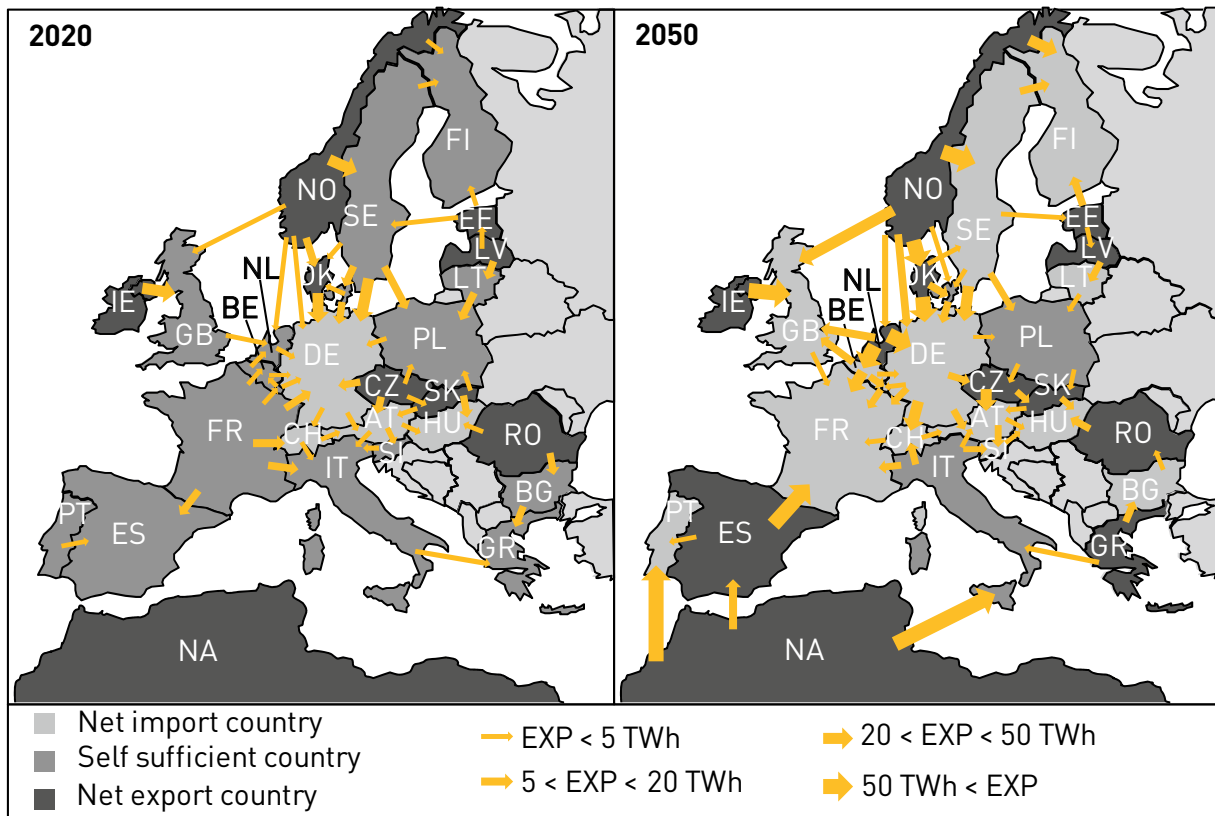 2020
NO
FI
SE
EE
LV
LT
DK
NL
BE
IE
GB
DE
PL
CZ
SK
AT
HU
CH
FR
SI
RO
IT
BG
PT
ES
GR
NA
2050
NO
FI
SE
EE
LV
LT
DK
NL
BE
IE
GB
DE
PL
CZ
SK
AT
HU
CH
FR
SI
RO
IT
BG
PT
ES
GR
NA
Net import country
Self sufficient country
Net export country
EXP < 5 TWh
5 < EXP < 20 TWh
20 < EXP < 50 TWh
50 TWh < EXP